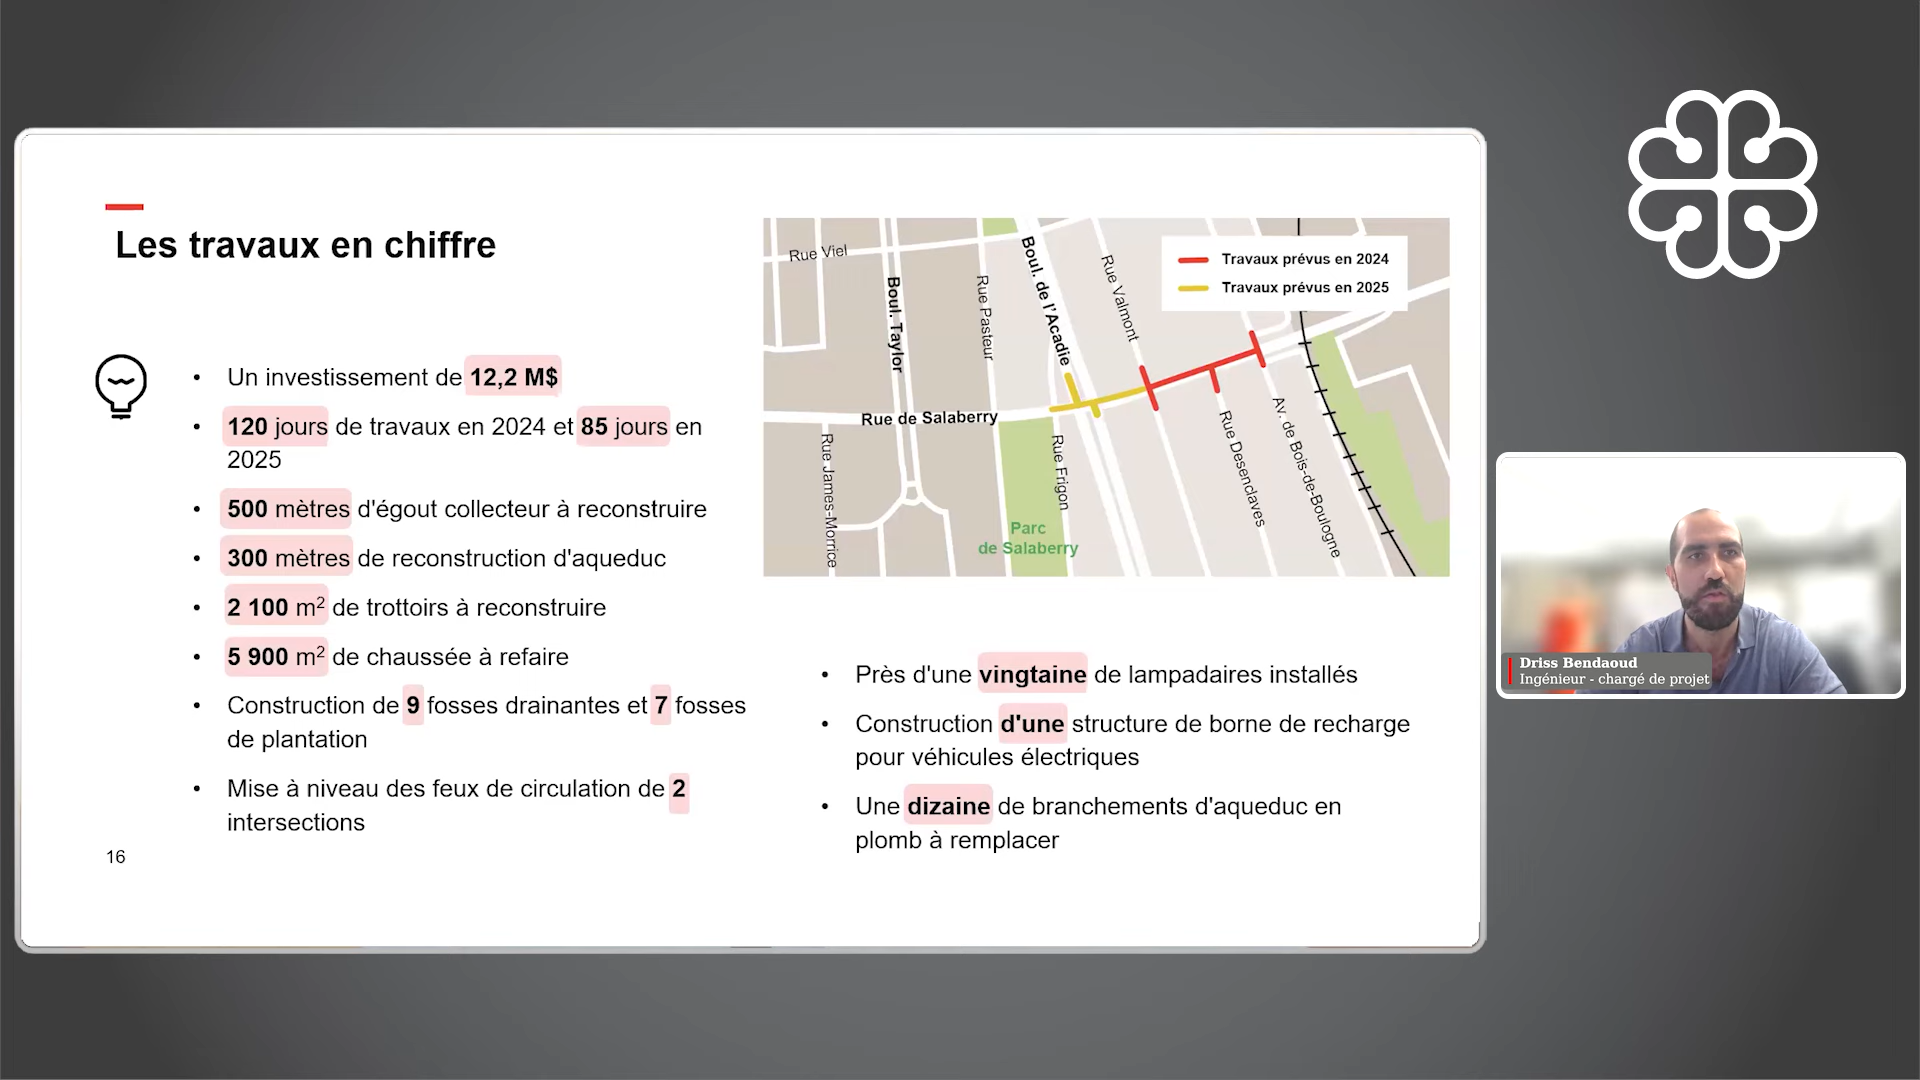 Les travaux en chiffre
• Un investissement de 12,2 M$
• 120 jours de travaux en 2024 et 85 jours en
2025
• 500 mètres d'égout collecteur à reconstruire
• 300 mètres de reconstruction d'aqueduc
• 2 100 m² de trottoirs à reconstruire
• 5 900 m² de chaussée à refaire
• Construction de 9 fosses drainantes et 7 fosses
de plantation
• Mise à niveau des feux de circulation de 2
intersections
16
Rue Viel
Boul. Taylor
Rue Pasteur
Boul. de l'Acadie
Rue Valmont
Travaux prévus en 2024
Travaux prévus en 2025
Rue de Salaberry
Rue James-Morrice
Rue Frigon
Rue Desenclaves
Av. de Bois-de-Boulogne
Parc
de Salaberry
• Près d'une vingtaine de lampadaires installés
• Construction d'une structure de borne de recharge
pour véhicules électriques
• Une dizaine de branchements d'aqueduc en
plomb à remplacer
Driss Bendaoud
Ingénieur - chargé de projet